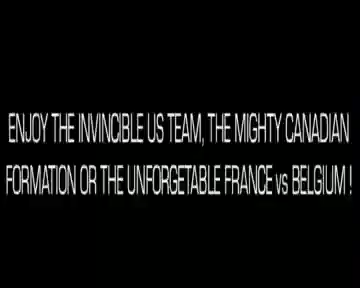 ENJOY THE INVINCIBLE US TEAM, THE MIGHTY CANADIAN
FORMATION OR THE UNFORGETABLE FRANCE vs BELGIUM !